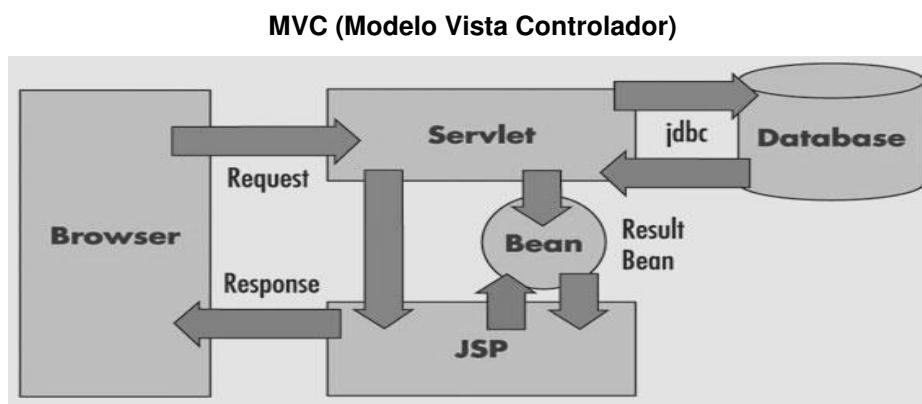 MVC (Modelo Vista Controlador)
Servlet
jdbc
Database
Request
Browser
Bean
Result
Bean
Response
JSP